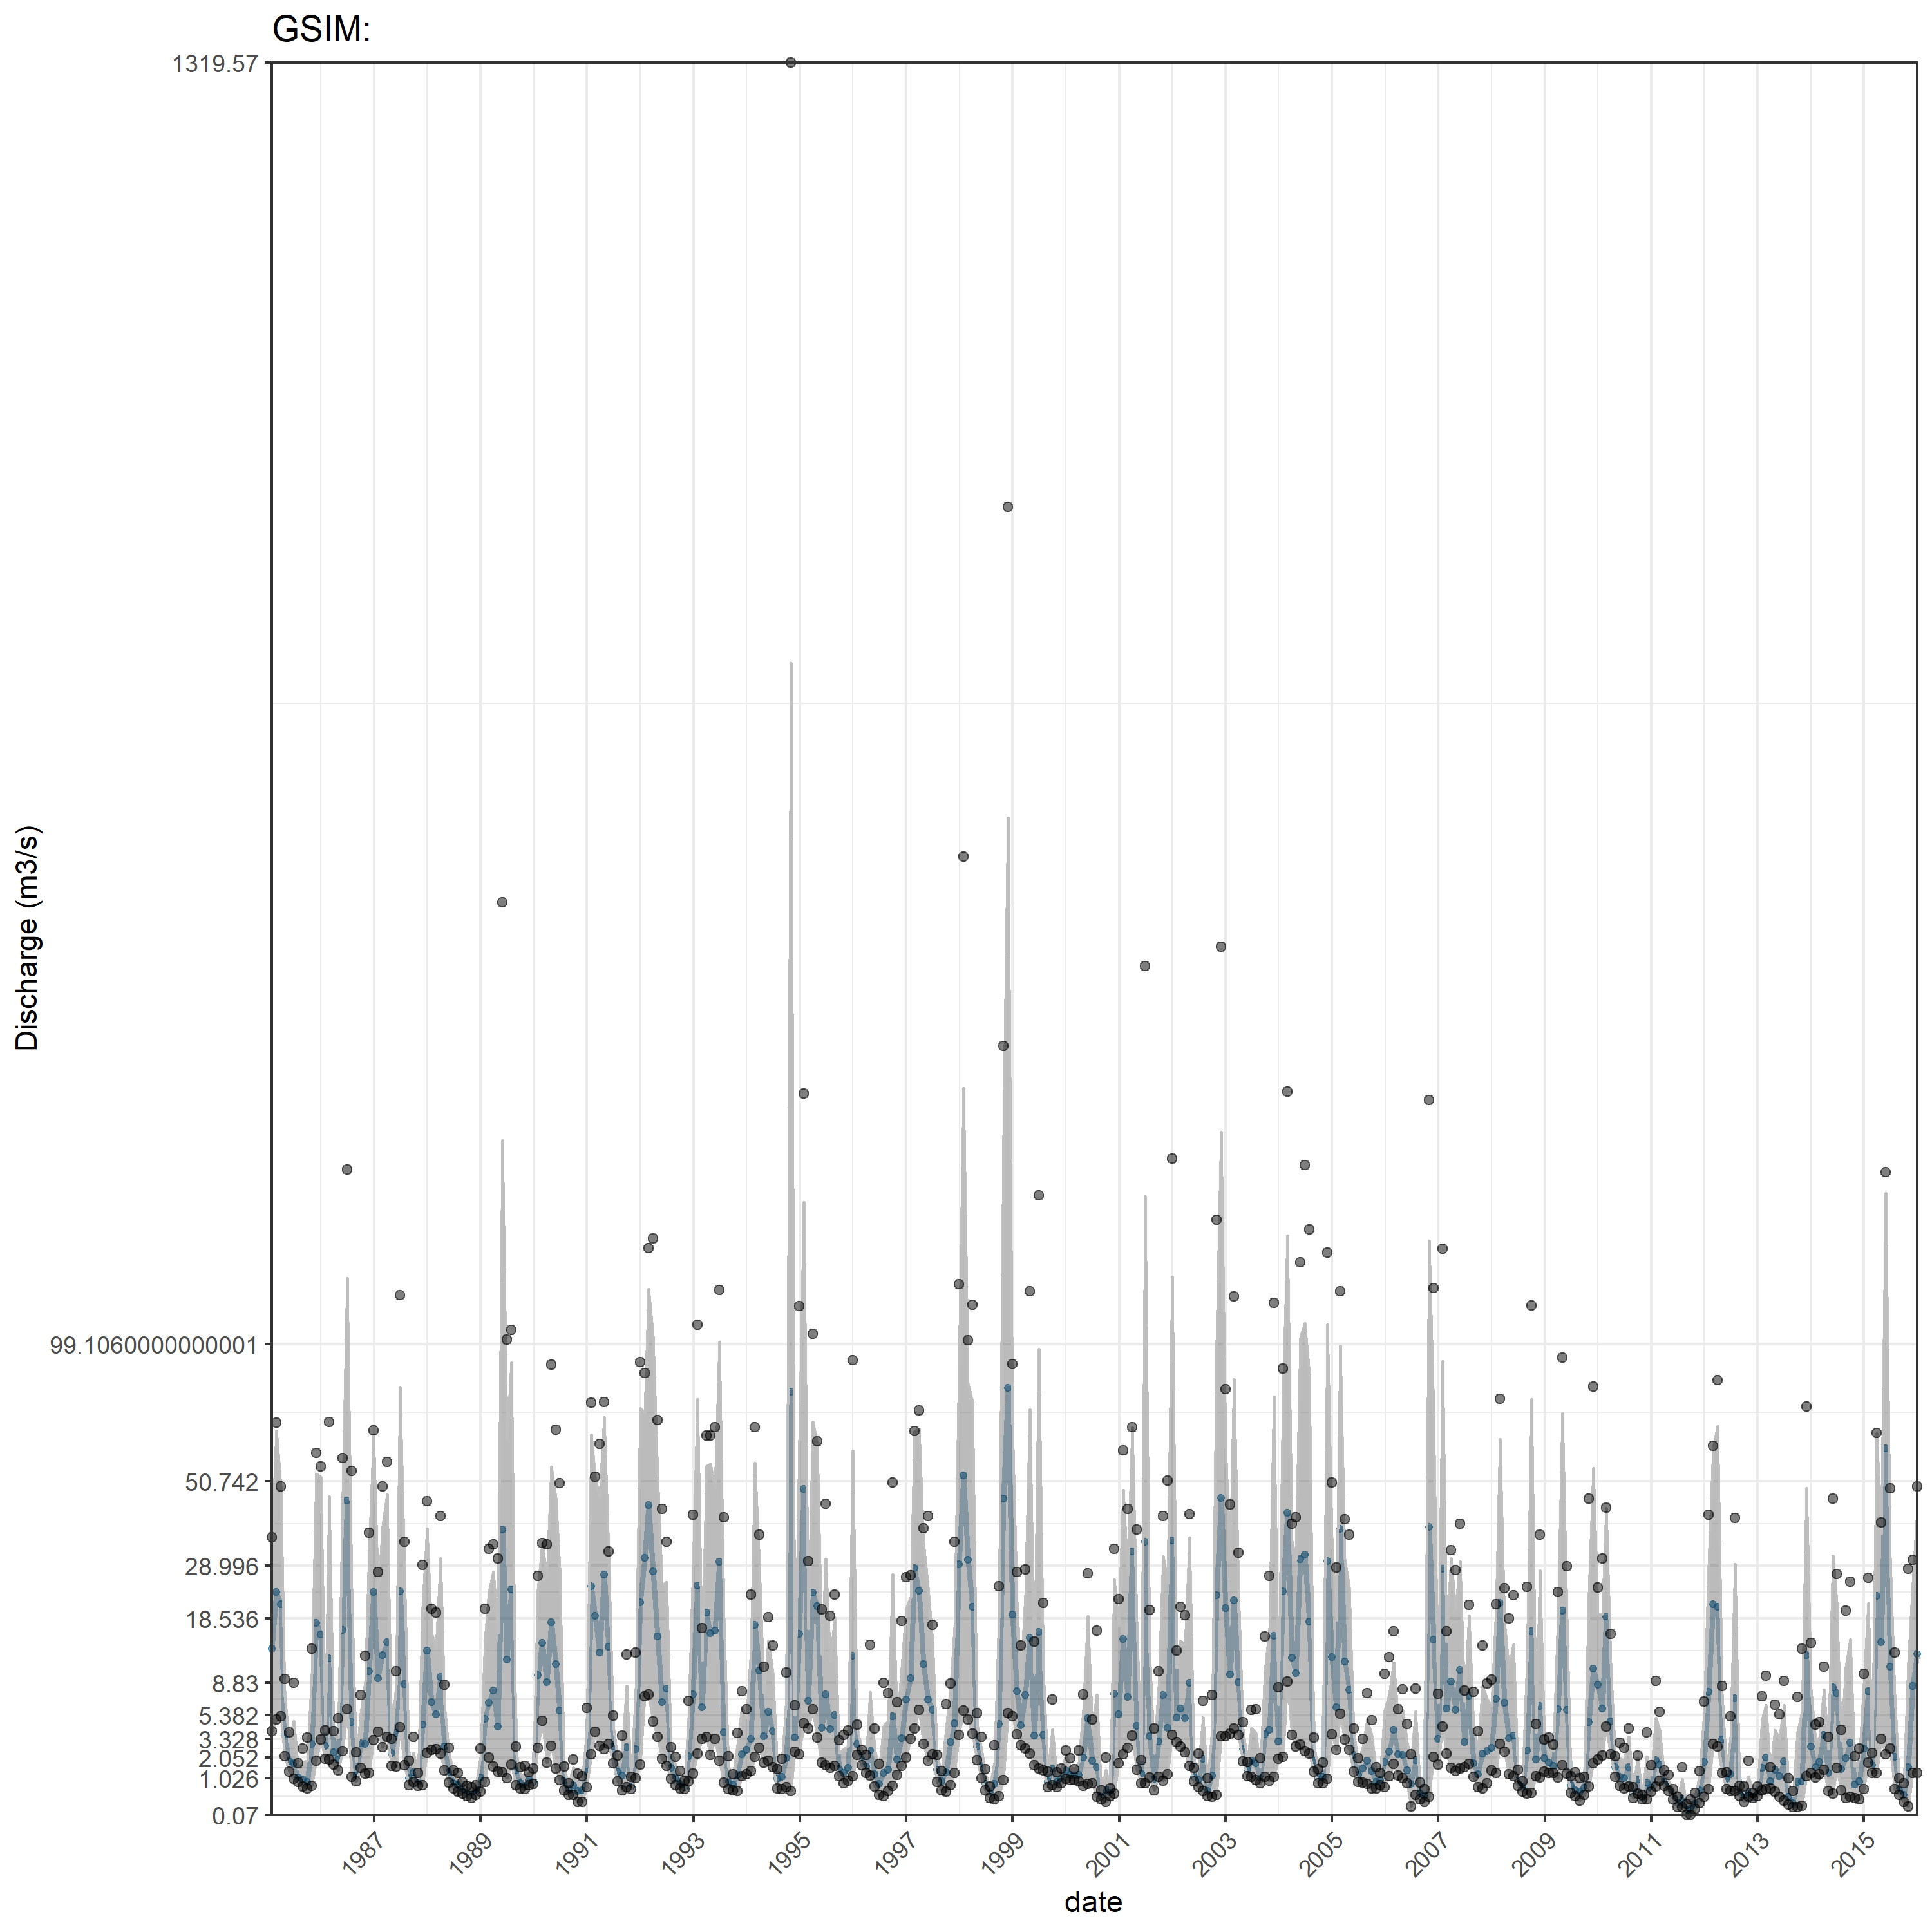 GSIM:
1319.57
99.106000000000001
50.742
28.996
18.536
8.83
5.382
3.328
2.052
1.026
0.07
Discharge (m3/s)
1987 1989 1991 1993 1995 1997 1999 2001 2003 2005 2007 2009 2011 2013 2015
date